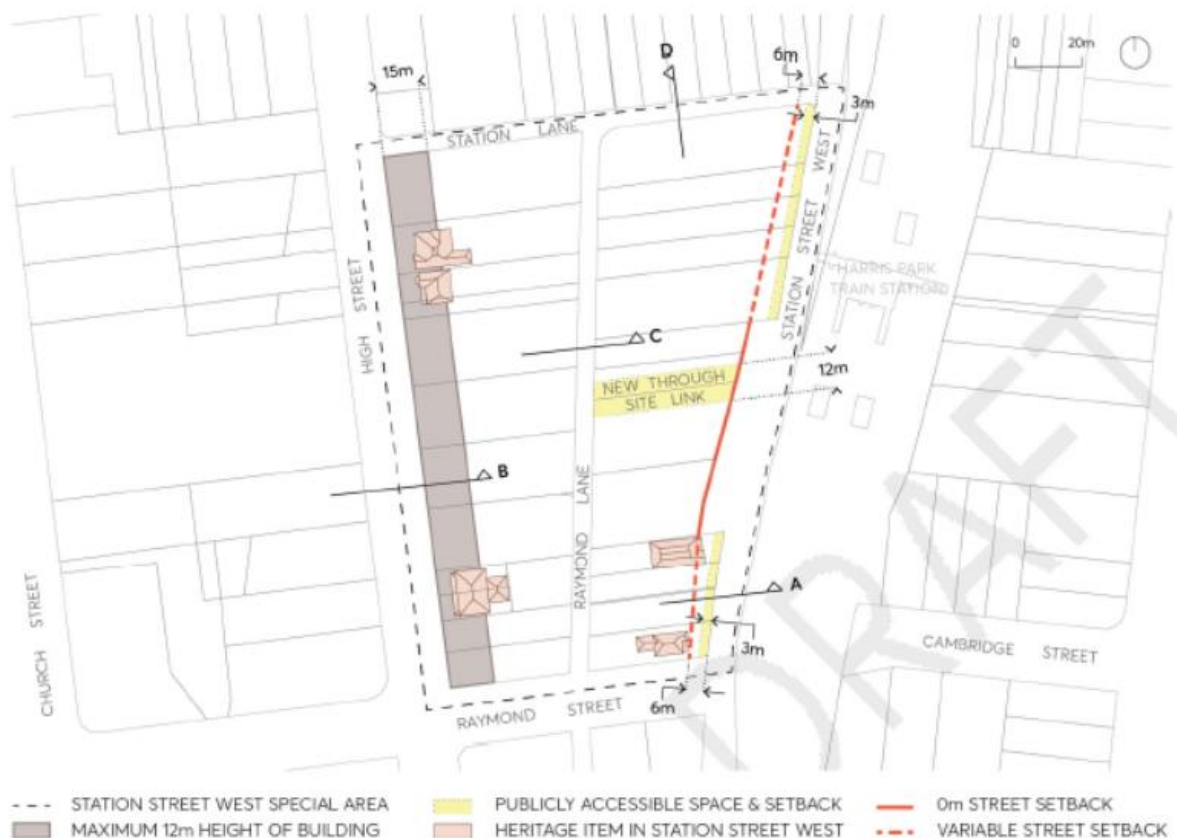 D
6m
0 20m
15m
3m
STATION LANE
STATION STREET WEST
HARRIS PARK
TRAIN STATION
HIGH STREET
C
12m
NEW THROUGH
SITE LINK
B
RAYMOND LANE
A
CHURCH STREET
CAMBRIDGE STREET
3m
6m
RAYMOND STREET
DRAFT
STATION STREET WEST SPECIAL AREA
PUBLICLY ACCESSIBLE SPACE & SETBACK
0m STREET SETBACK
MAXIMUM 12m HEIGHT OF BUILDING
HERITAGE ITEM IN STATION STREET WEST
VARIABLE STREET SETBACK